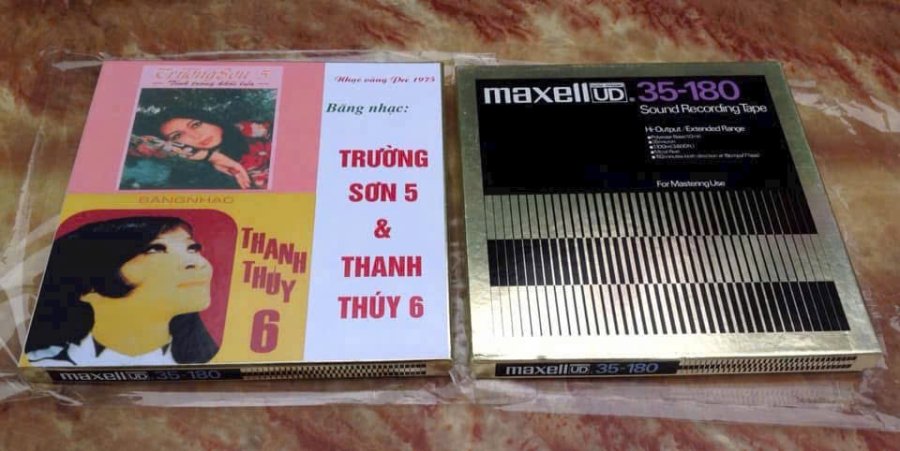 Trường Sơn 5
Nhạc vàng Pre 1975
Băng nhạc:
TRƯỜNG
SƠN 5
&
THANH
THÚY 6
BĂNG NHẠC
THANH
THÚY
6
maxell UD 35-180
maxell UD. 35-180
Sound Recording Tape
Hi-Output / Extended Range
For Mastering Use
maxell UD 35-180